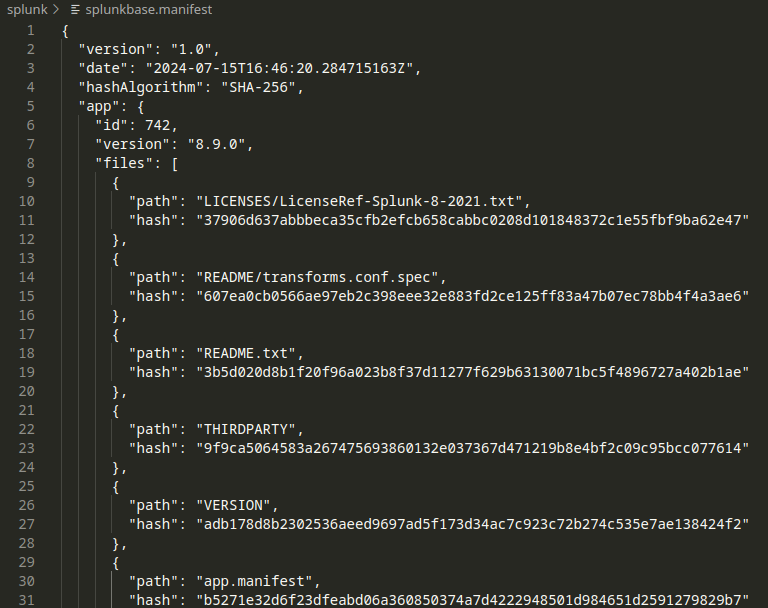 splunk > splunkbase.manifest
1 {
2 "version": "1.0",
3 "date": "2024-07-15T16:46:20.284715163Z",
4 "hashAlgorithm": "SHA-256",
5 "app": {
6 "id": 742,
7 "version": "8.9.0",
8 "files": [
9 {
10 "path": "LICENSES/LicenseRef-Splunk-8-2021.txt",
11 "hash": "37906d637abbbeca35cfb2efcb658cabbc0208d101848372c1e55fbf9ba62e47"
12 },
13 {
14 "path": "README/transforms.conf.spec",
15 "hash": "607ea0cb0566ae97eb2c398eee32e883fd2ce125ff83a47b07ec78bb4f4a3ae6"
16 },
17 {
18 "path": "README.txt",
19 "hash": "3b5d020d8b1f20f96a023b8f37d11277f629b63130071bc5f4896727a402b1ae"
20 },
21 {
22 "path": "THIRDPARTY",
23 "hash": "9f9ca5064583a267475693860132e037367d471219b8e4bf2c09c95bcc077614"
24 },
25 {
26 "path": "VERSION",
27 "hash": "adb178d8b2302536aeed9697ad5f173d34ac7c923c72b274c535e7ae138424f2"
28 },
29 {
30 "path": "app.manifest",
31 "hash": "b5271e32d6f23dfeabd06a360850374a7d4222948501d984651d2591279829b7"